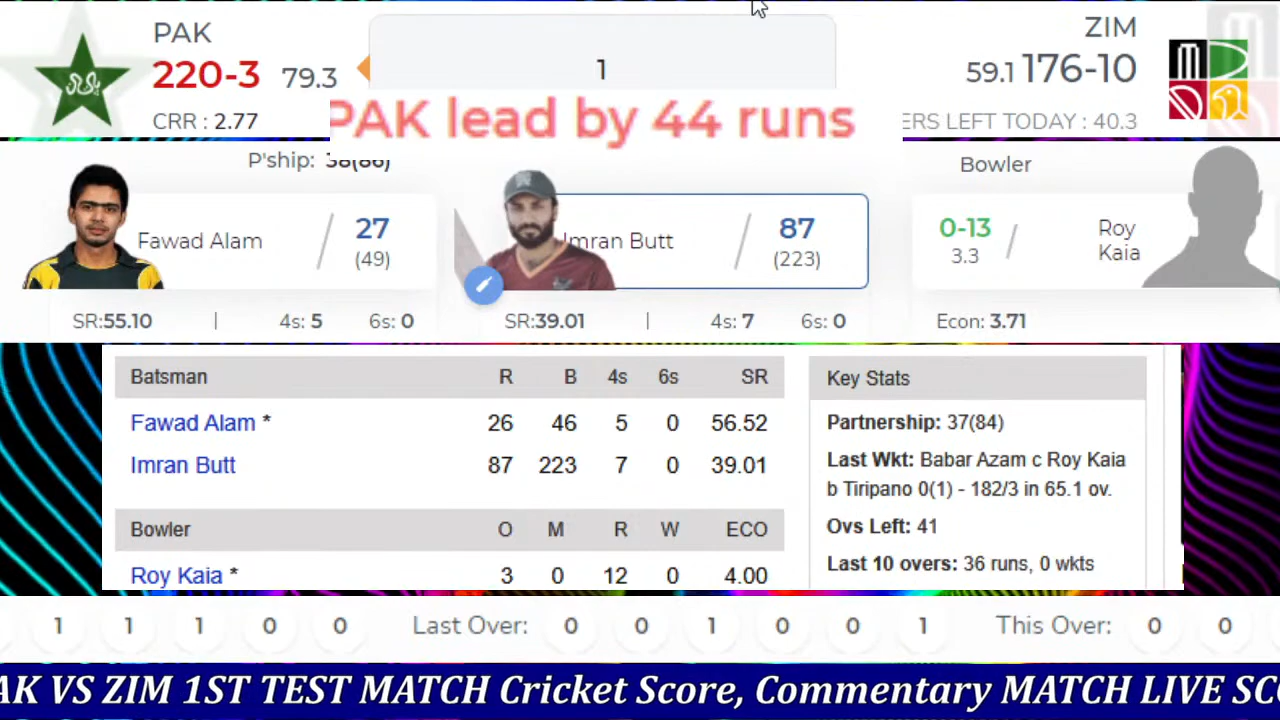 PAK
220-3 79.3
CRR : 2.77
1
PAK lead by 44 runs
ZIM
59.1 176-10
ERS LEFT TODAY : 40.3
P'ship: 38(86)
Fawad Alam
27
(49)
SR:55.10 | 4s: 5 6s: 0
Imran Butt
87
(223)
SR:39.01 | 4s: 7 6s: 0
Bowler
0-13
3.3
Roy
Kaia
Econ: 3.71
Batsman R B 4s 6s SR
Fawad Alam * 26 46 5 0 56.52
Imran Butt 87 223 7 0 39.01
Bowler O M R W ECO
Roy Kaia * 3 0 12 0 4.00
Key Stats
Partnership: 37(84)
Last Wkt: Babar Azam c Roy Kaia
b Tiripano 0(1) - 182/3 in 65.1 ov.
Ovs Left: 41
Last 10 overs: 36 runs, 0 wkts
1 1 1 0 0 Last Over: 0 0 1 0 0 1 This Over: 0 0
AK VS ZIM 1ST TEST MATCH Cricket Score, Commentary MATCH LIVE SC